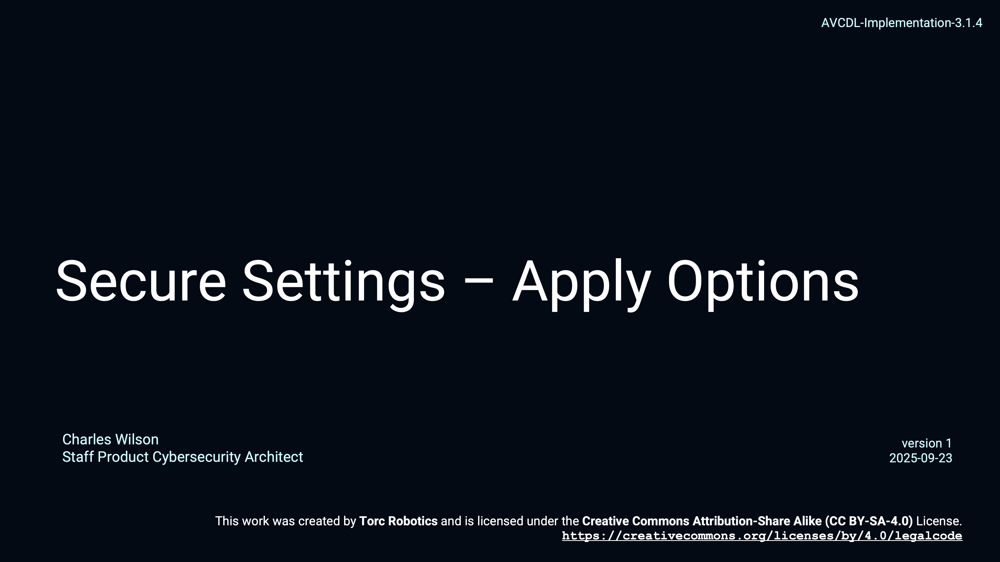 AVCDL-Implementation-3.1.4
Secure Settings – Apply Options
Charles Wilson
Staff Product Cybersecurity Architect
version 1
2025-09-23
This work was created by Torc Robotics and is licensed under the Creative Commons Attribution-Share Alike (CC BY-SA-4.0) License.
https://creativecommons.org/licenses/by/4.0/legalcode